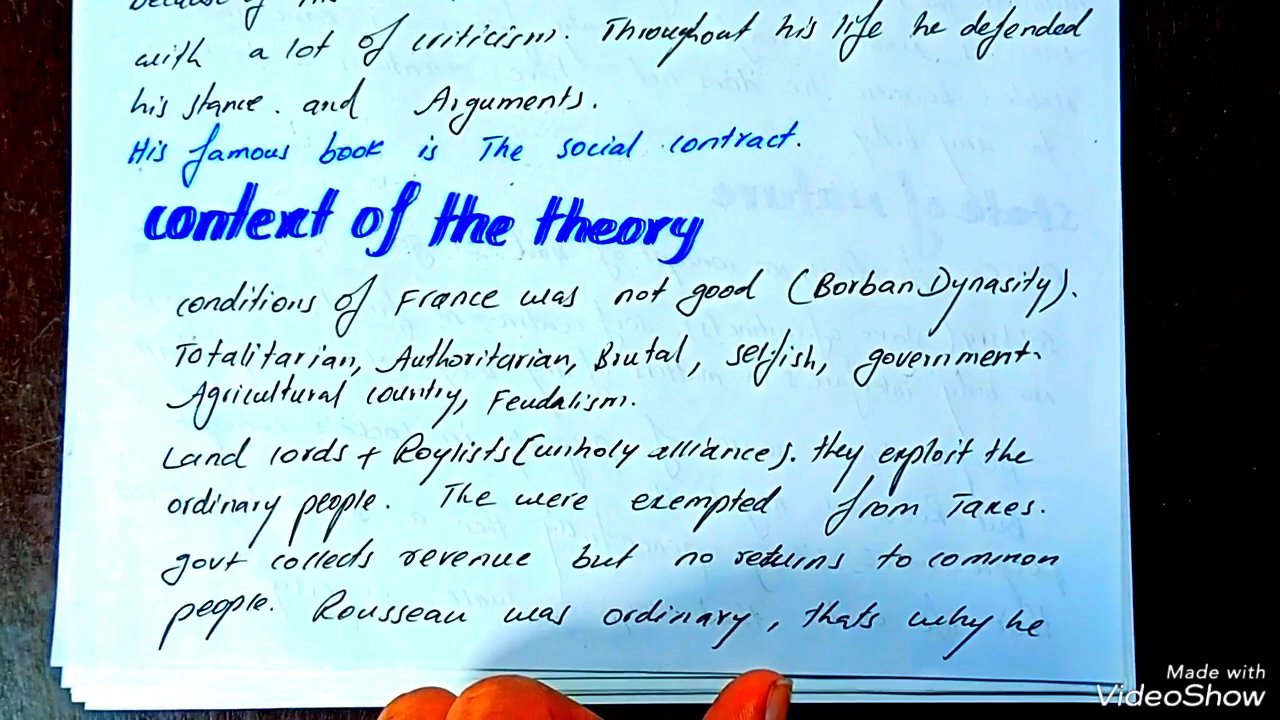 because of
with a lot of criticism. Throughout his life he defended
his stance. and Arguments.
His famous book is The social contract.
context of the theory
conditions of France was not good (Borban Dynasity).
Totalitarian, Authoritarian, Brutal, selfish, government.
Agricultural country, Feudalism.
Land lords + Roylists [unholy alliance]. they exploit the
ordinary people. The were exempted from Taxes.
govt collects revenue but no returns to common
people. Rousseau was ordinary, thats why he
Made with
VideoShow